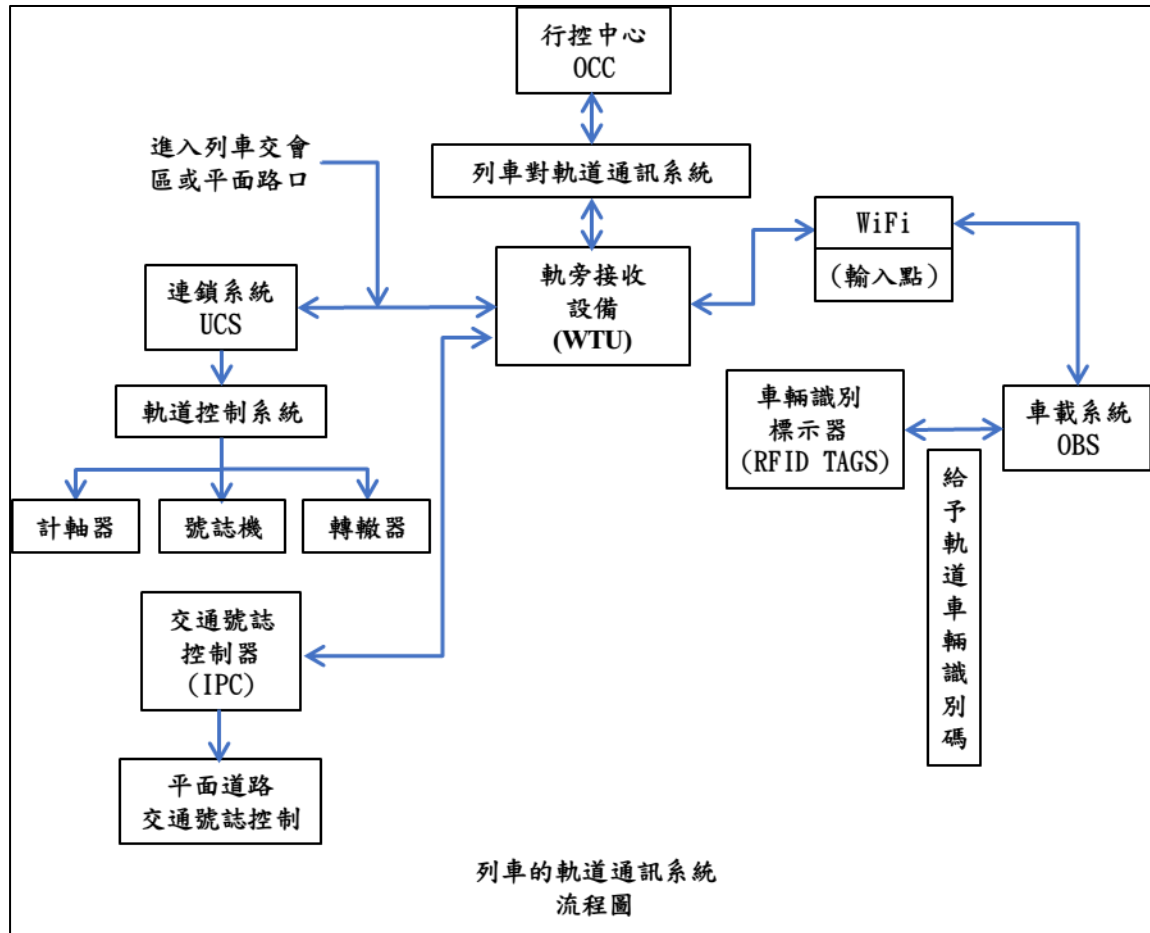 行控中心
OCC
進入列車交會
區或平面路口
列車對軌道通訊系統
WiFi
(輸入點)
連鎖系統
UCS
軌旁接收
設備
(WTU)
軌道控制系統
車輛識別
標示器
(RFID TAGS)
車載系統
OBS
給
予
軌
道
車
輛
識
別
碼
計軸器
號誌機
轉轍器
交通號誌
控制器
(IPC)
平面道路
交通號誌控制
列車的軌道通訊系統
流程圖